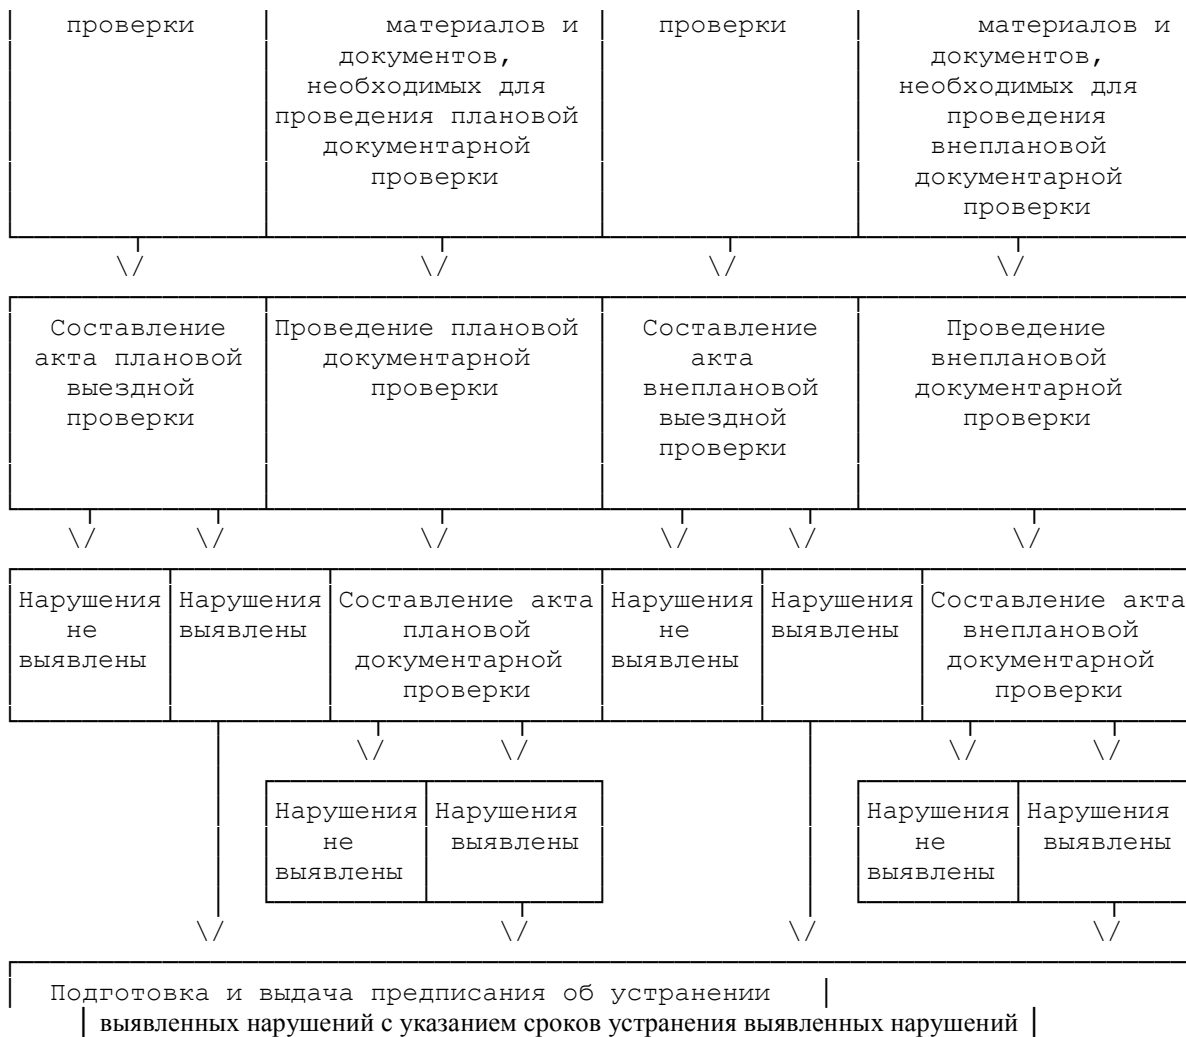 проверки
материалов и
документов,
необходимых для
проведения плановой
документарной
проверки
проверки
материалов и
документов,
необходимых для
проведения
внеплановой
документарной
проверки
Составление
акта плановой
выездной
проверки
Проведение плановой
документарной
проверки
Составление
акта
внеплановой
выездной
проверки
Проведение
внеплановой
документарной
проверки
Нарушения
не
выявлены
Нарушения
выявлены
Составление акта
плановой
документарной
проверки
Нарушения
не
выявлены
Нарушения
выявлены
Составление акта
внеплановой
документарной
проверки
Нарушения
не
выявлены
Нарушения
выявлены
Нарушения
не
выявлены
Нарушения
выявлены
Подготовка и выдача предписания об устранении
выявленных нарушений с указанием сроков устранения выявленных нарушений